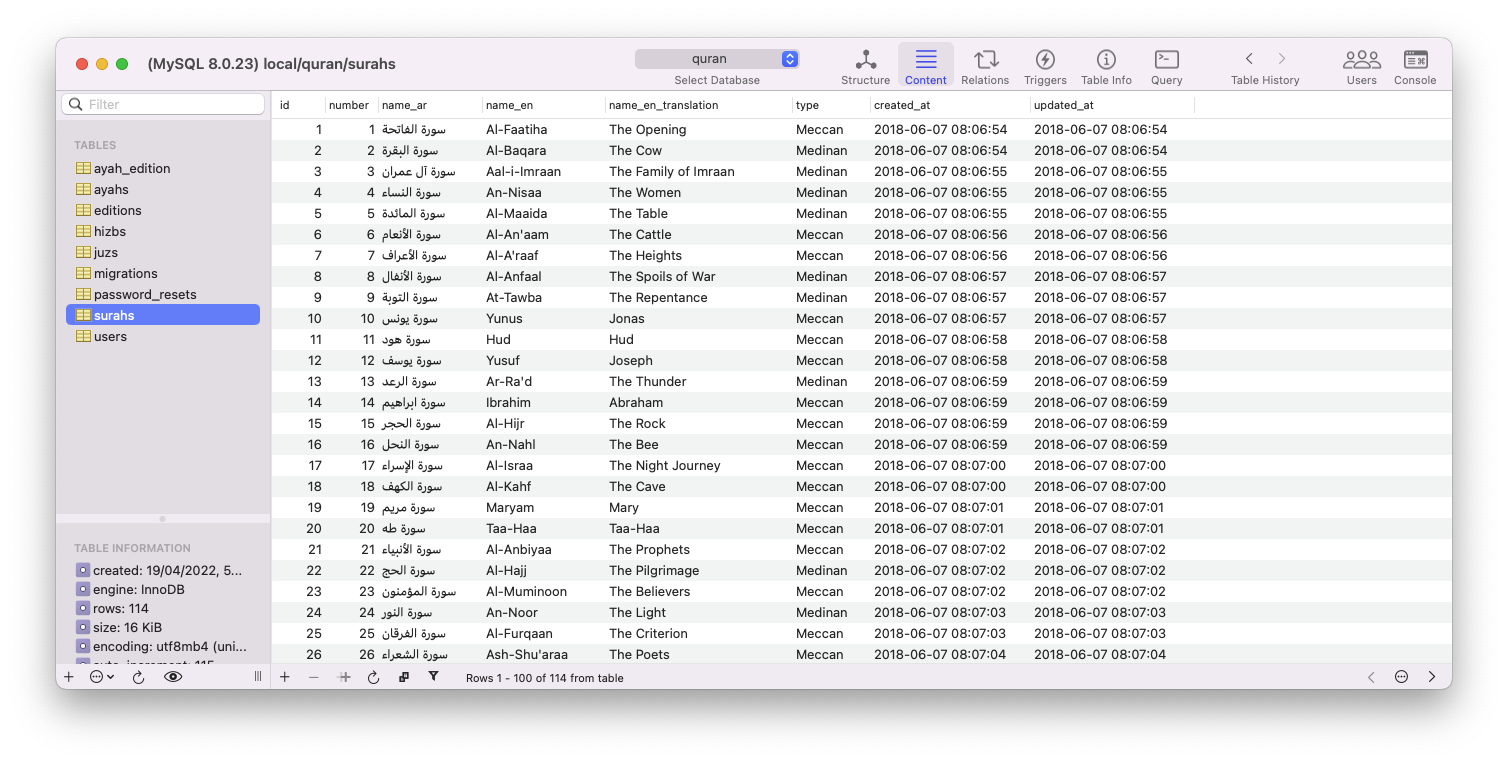 (MySQL 8.0.23) local/quran/surahs
quran
Select Database
Structure Content Relations Triggers Table Info Query Table History Users Console
Filter
TABLES
ayah_edition
ayahs
editions
hizbs
juzs
migrations
password_resets
surahs
users
TABLE INFORMATION
created: 19/04/2022, 5...
engine: InnoDB
rows: 114
size: 16 KiB
encoding: utf8mb4 (uni...
auto_increment: 115
id number name_ar name_en name_en_translation type created_at updated_at
1 1 سورة الفاتحة Al-Faatiha The Opening Meccan 2018-06-07 08:06:54 2018-06-07 08:06:54
2 2 سورة البقرة Al-Baqara The Cow Medinan 2018-06-07 08:06:54 2018-06-07 08:06:54
3 3 سورة آل عمران Aal-i-Imraan The Family of Imraan Medinan 2018-06-07 08:06:55 2018-06-07 08:06:55
4 4 سورة النساء An-Nisaa The Women Medinan 2018-06-07 08:06:55 2018-06-07 08:06:55
5 5 سورة المائدة Al-Maaida The Table Medinan 2018-06-07 08:06:55 2018-06-07 08:06:55
6 6 سورة الأنعام Al-An'aam The Cattle Meccan 2018-06-07 08:06:56 2018-06-07 08:06:56
7 7 سورة الأعراف Al-A'raaf The Heights Meccan 2018-06-07 08:06:56 2018-06-07 08:06:56
8 8 سورة الأنفال Al-Anfaal The Spoils of War Medinan 2018-06-07 08:06:57 2018-06-07 08:06:57
9 9 سورة التوبة At-Tawba The Repentance Medinan 2018-06-07 08:06:57 2018-06-07 08:06:57
10 10 سورة يونس Yunus Jonas Meccan 2018-06-07 08:06:57 2018-06-07 08:06:57
11 11 سورة هود Hud Hud Meccan 2018-06-07 08:06:58 2018-06-07 08:06:58
12 12 سورة يوسف Yusuf Joseph Meccan 2018-06-07 08:06:58 2018-06-07 08:06:58
13 13 سورة الرعد Ar-Ra'd The Thunder Medinan 2018-06-07 08:06:59 2018-06-07 08:06:59
14 14 سورة ابراهيم Ibrahim Abraham Meccan 2018-06-07 08:06:59 2018-06-07 08:06:59
15 15 سورة الحجر Al-Hijr The Rock Meccan 2018-06-07 08:06:59 2018-06-07 08:06:59
16 16 سورة النحل An-Nahl The Bee Meccan 2018-06-07 08:06:59 2018-06-07 08:06:59
17 17 سورة الإسراء Al-Israa The Night Journey Meccan 2018-06-07 08:07:00 2018-06-07 08:07:00
18 18 سورة الكهف Al-Kahf The Cave Meccan 2018-06-07 08:07:00 2018-06-07 08:07:00
19 19 سورة مريم Maryam Mary Meccan 2018-06-07 08:07:01 2018-06-07 08:07:01
20 20 سورة طه Taa-Haa Taa-Haa Meccan 2018-06-07 08:07:01 2018-06-07 08:07:01
21 21 سورة الأنبياء Al-Anbiyaa The Prophets Meccan 2018-06-07 08:07:02 2018-06-07 08:07:02
22 22 سورة الحج Al-Hajj The Pilgrimage Medinan 2018-06-07 08:07:02 2018-06-07 08:07:02
23 23 سورة المؤمنون Al-Muminoon The Believers Meccan 2018-06-07 08:07:02 2018-06-07 08:07:02
24 24 سورة النور An-Noor The Light Medinan 2018-06-07 08:07:03 2018-06-07 08:07:03
25 25 سورة الفرقان Al-Furqaan The Criterion Meccan 2018-06-07 08:07:03 2018-06-07 08:07:03
26 26 سورة الشعراء Ash-Shu'araa The Poets Meccan 2018-06-07 08:07:04 2018-06-07 08:07:04
Rows 1 - 100 of 114 from table